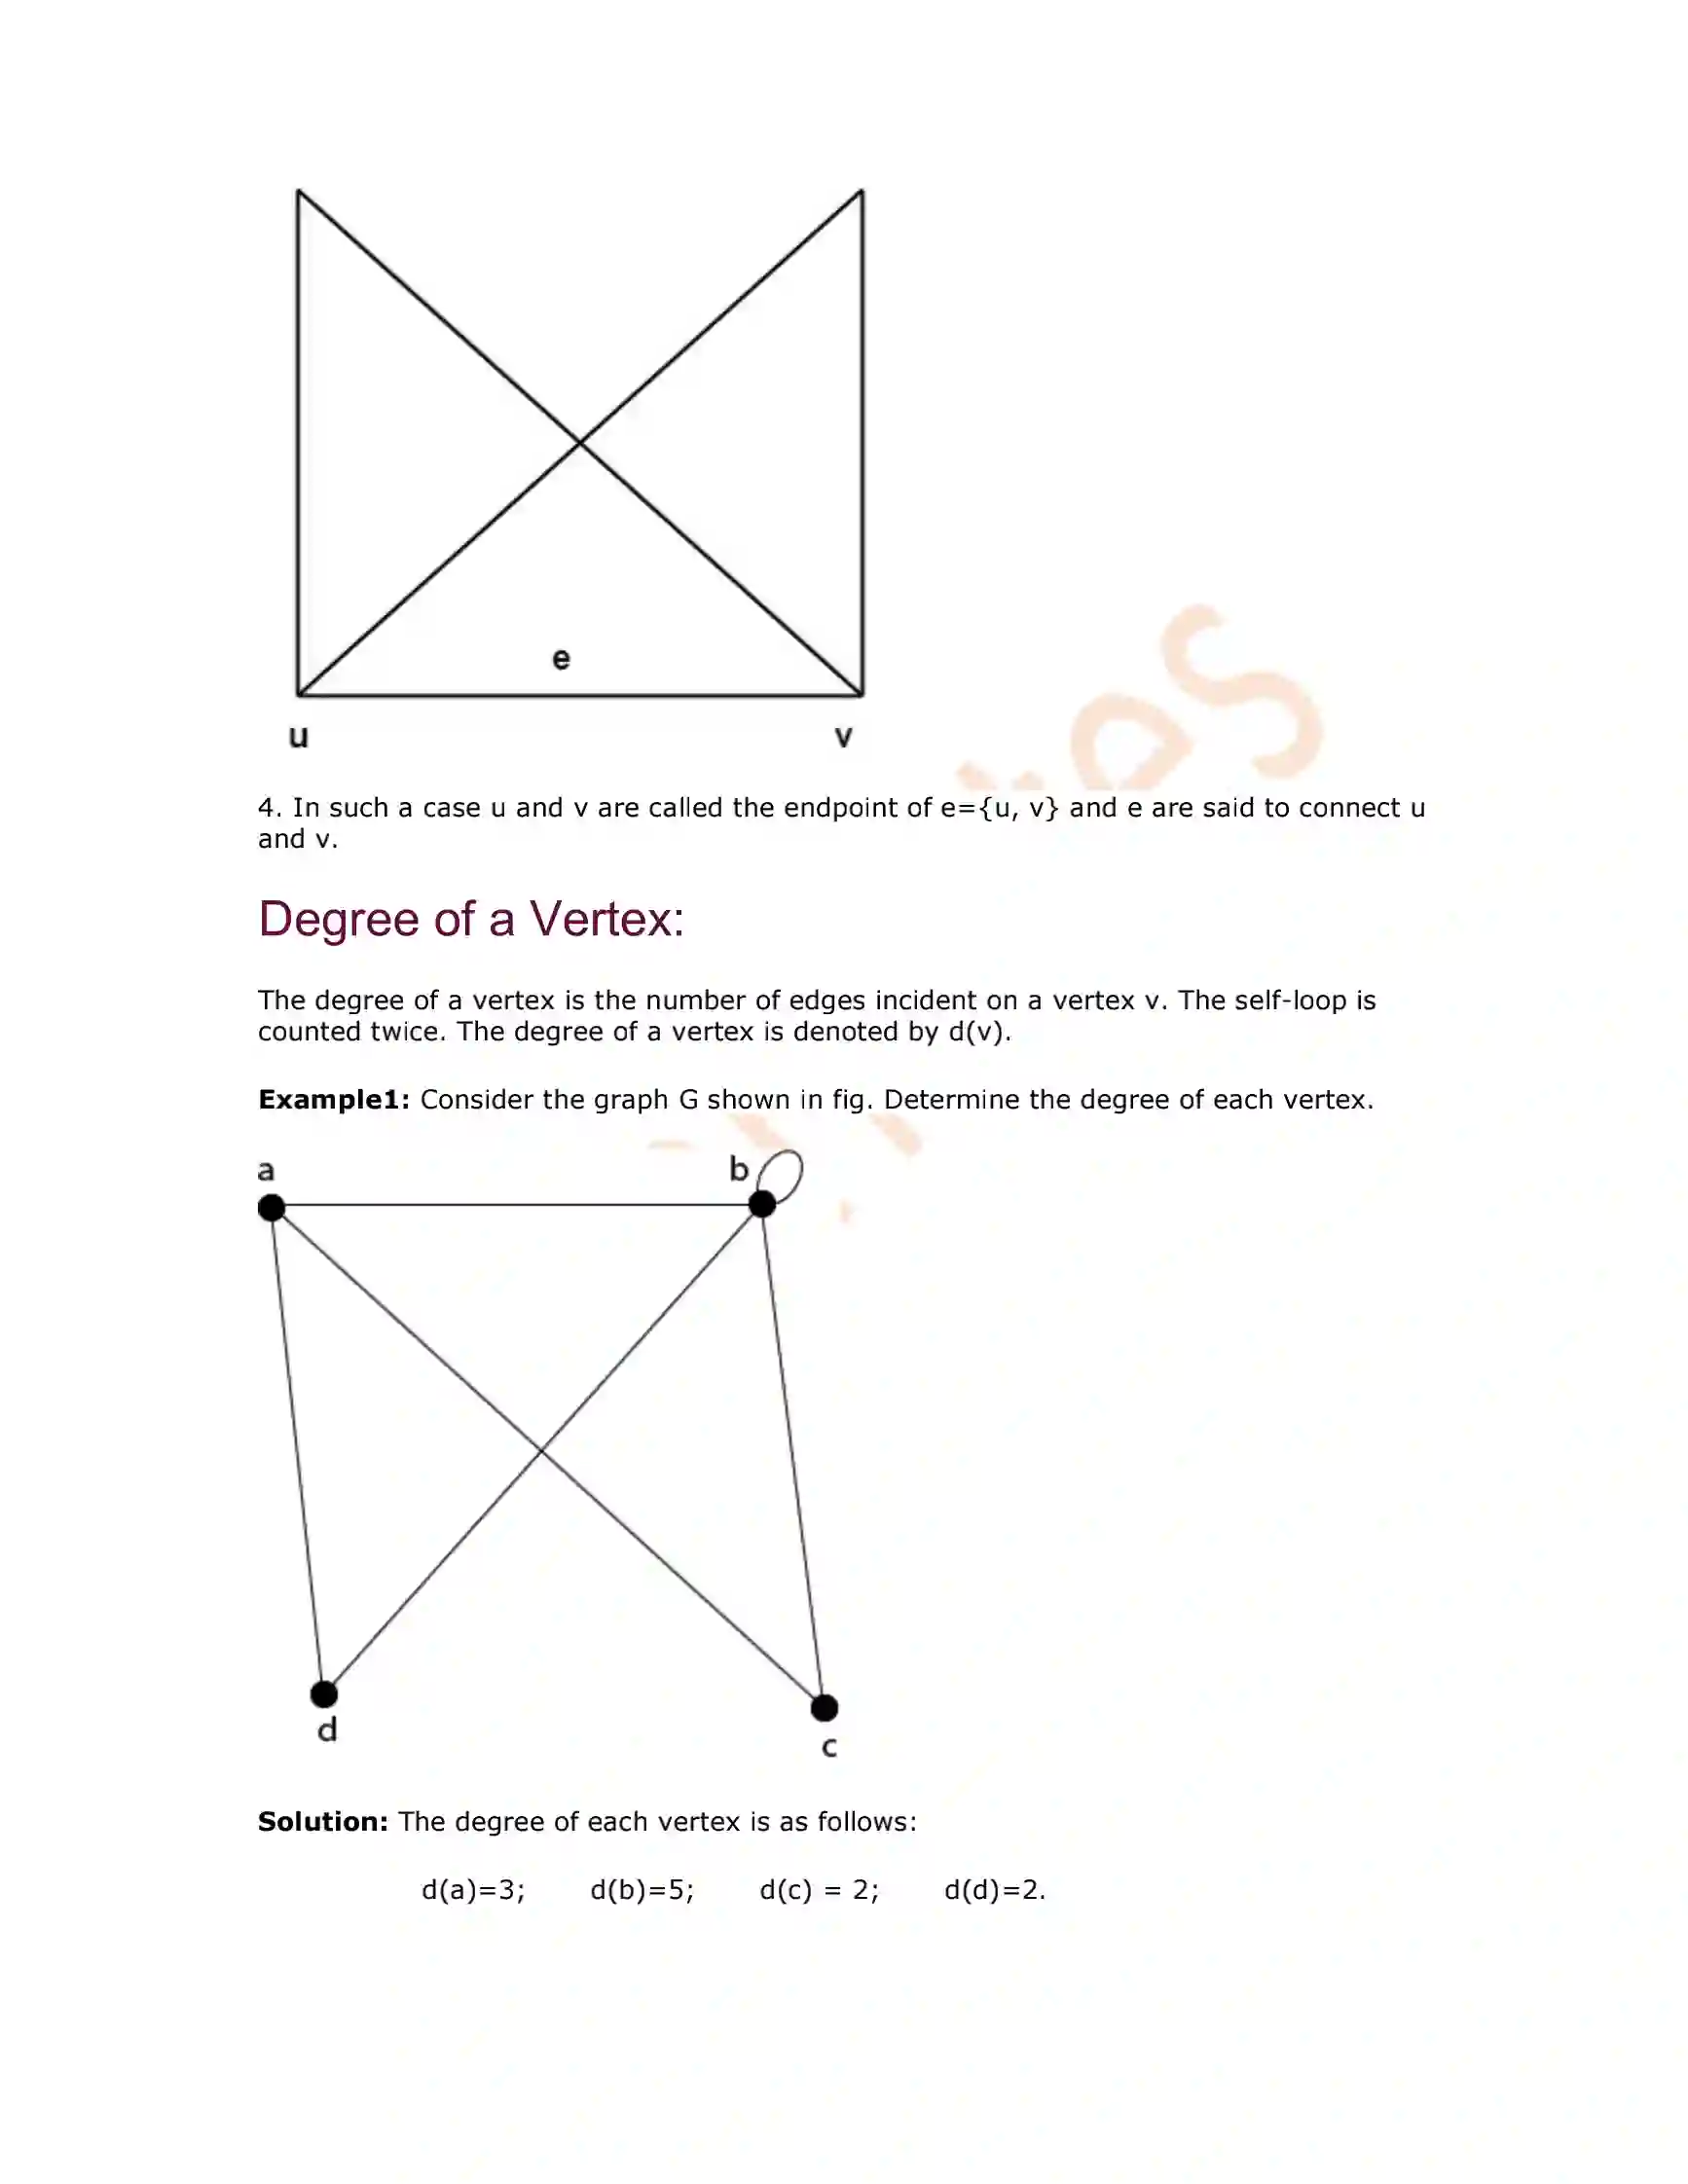 e
u v
4. In such a case u and v are called the endpoint of e={u, v} and e are said to connect u
and v.
Degree of a Vertex:
The degree of a vertex is the number of edges incident on a vertex v. The self-loop is
counted twice. The degree of a vertex is denoted by d(v).
Example1: Consider the graph G shown in fig. Determine the degree of each vertex.
a b
d
c
Solution: The degree of each vertex is as follows:
d(a)=3; d(b)=5; d(c) = 2; d(d)=2.